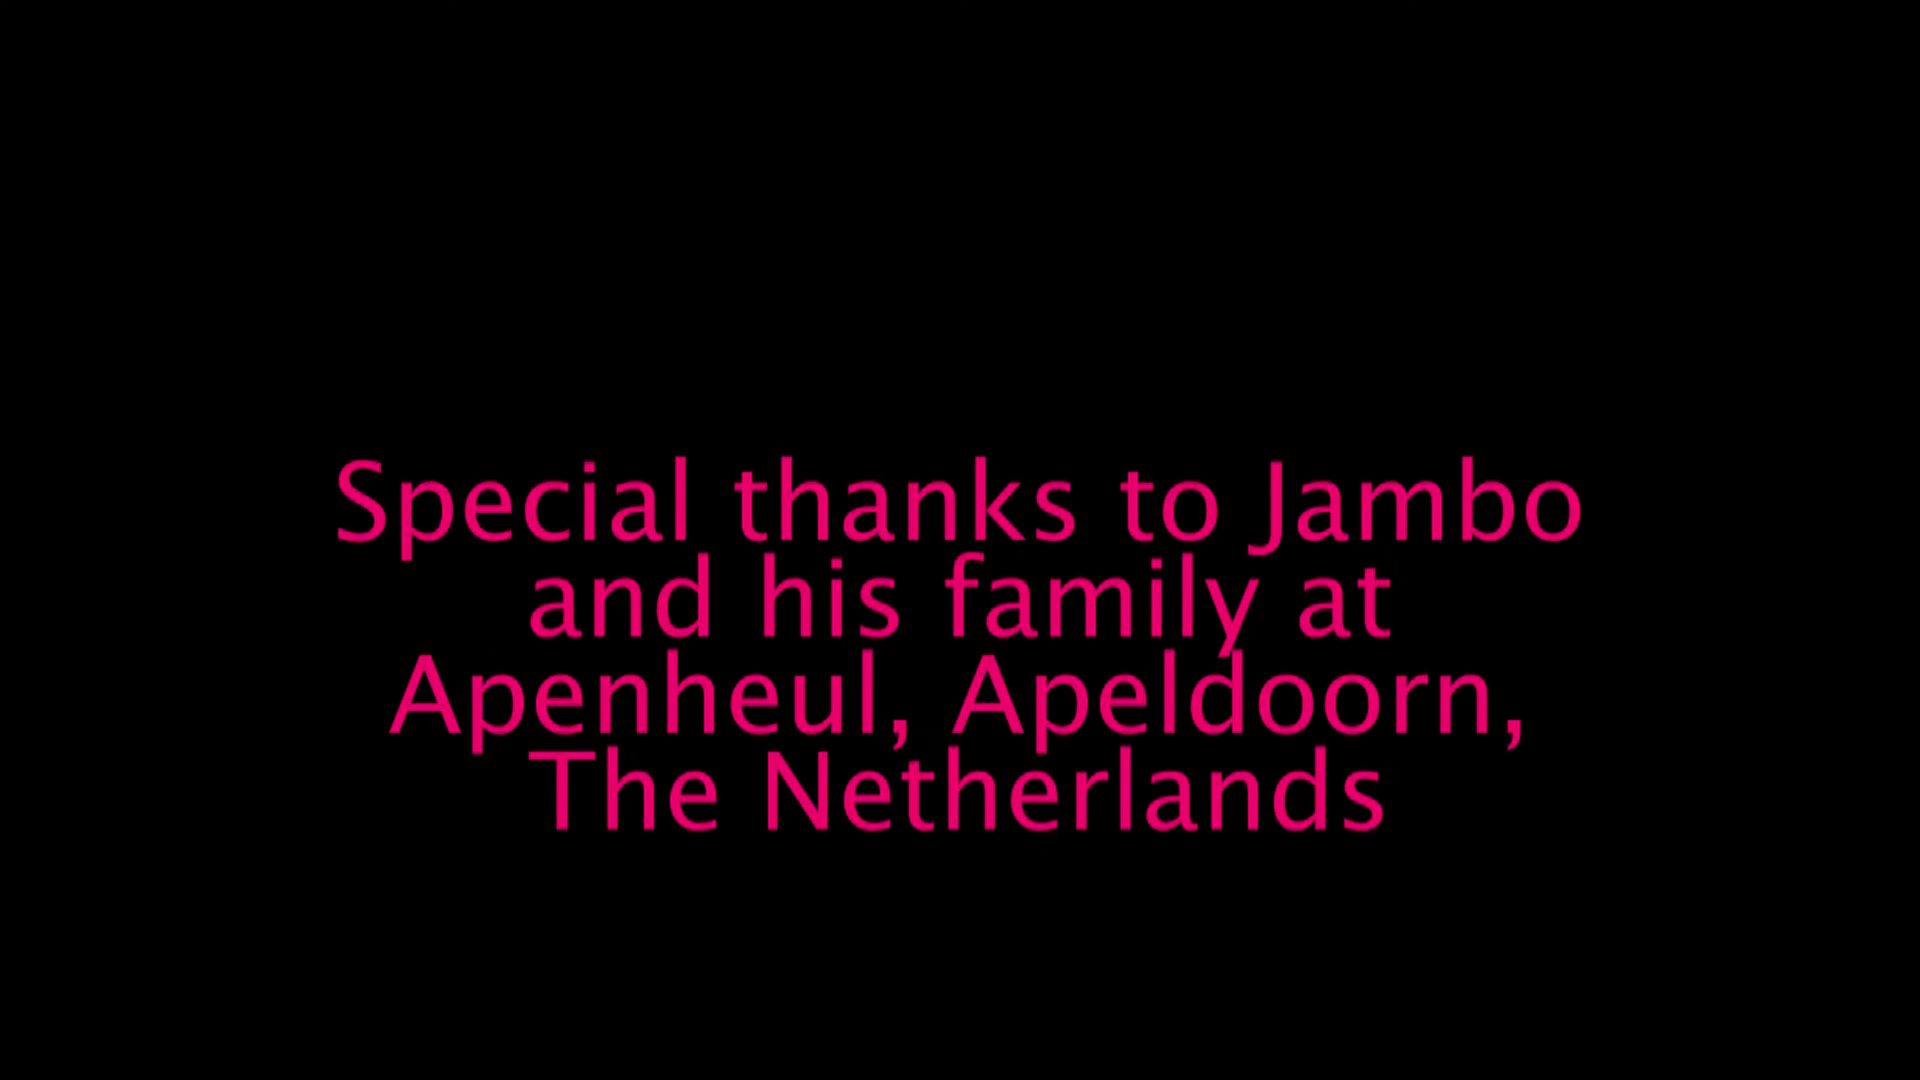 Special thanks to Jambo
and his family at
Apenheul, Apeldoorn,
The Netherlands